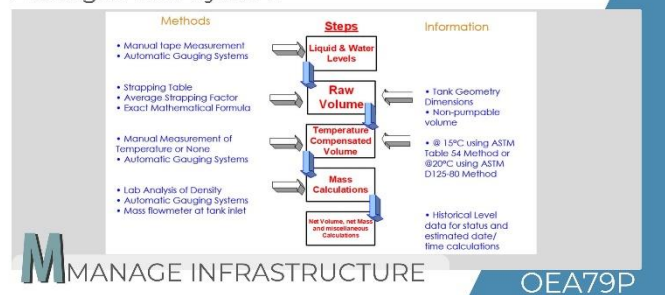 Methods
Steps
Information
• Manual tape Measurement
• Automatic Gauging Systems
Liquid & Water
Levels
• Strapping Table
• Average Strapping Factor
• Exact Mathematical Formula
Raw
Volume
• Tank Geometry
Dimensions
• Non-pumpable
volume
• Manual Measurement of
Temperature or None
• Automatic Gauging Systems
Temperature
Compensated
Volume
• @ 15ºC using ASTM
Table 54 Method or
@20ºC using ASTM
D125-80 Method
• Lab Analysis of Density
• Automatic Gauging Systems
• Mass flowmeter at tank inlet
Mass
Calculations
Net Volume, net Mass
and miscellaneous
Calculations
• Historical Level
data for status and
estimated date/
time calculations
MMANAGE INFRASTRUCTURE
OEA79P